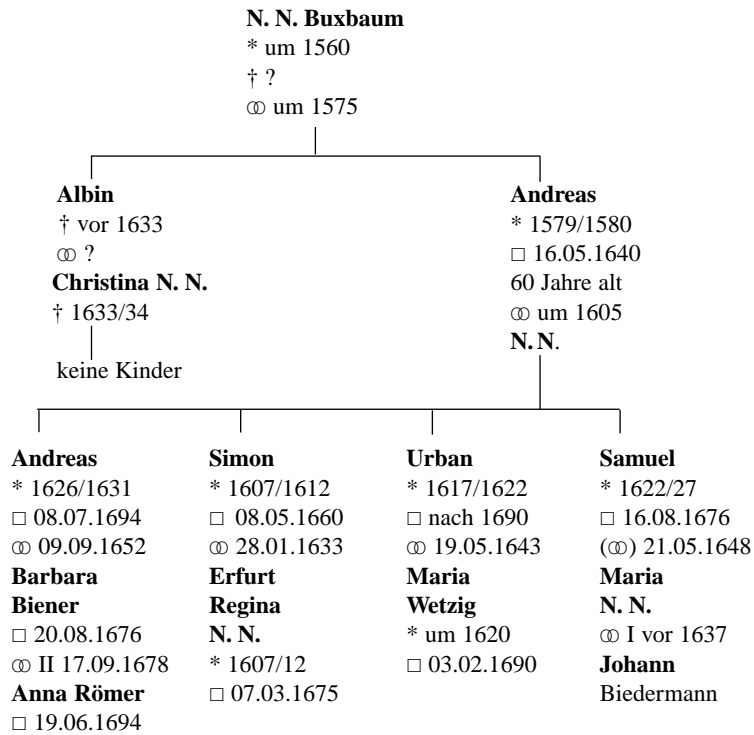 N. N. Buxbaum
* um 1560
† ?
⚭ um 1575
Albin
† vor 1633
⚭ ?
Christina N. N.
† 1633/34
keine Kinder
Andreas
* 1579/1580
□ 16.05.1640
60 Jahre alt
⚭ um 1605
N. N.
Andreas
* 1626/1631
□ 08.07.1694
⚭ 09.09.1652
Barbara
Biener
□ 20.08.1676
⚭ II 17.09.1678
Anna Römer
□ 19.06.1694
Simon
* 1607/1612
□ 08.05.1660
⚭ 28.01.1633
Erfurt
Regina
N. N.
* 1607/12
□ 07.03.1675
Urban
* 1617/1622
□ nach 1690
⚭ 19.05.1643
Maria
Wetzig
* um 1620
□ 03.02.1690
Samuel
* 1622/27
□ 16.08.1676
(⚭) 21.05.1648
Maria
N. N.
⚭ I vor 1637
Johann
Biedermann